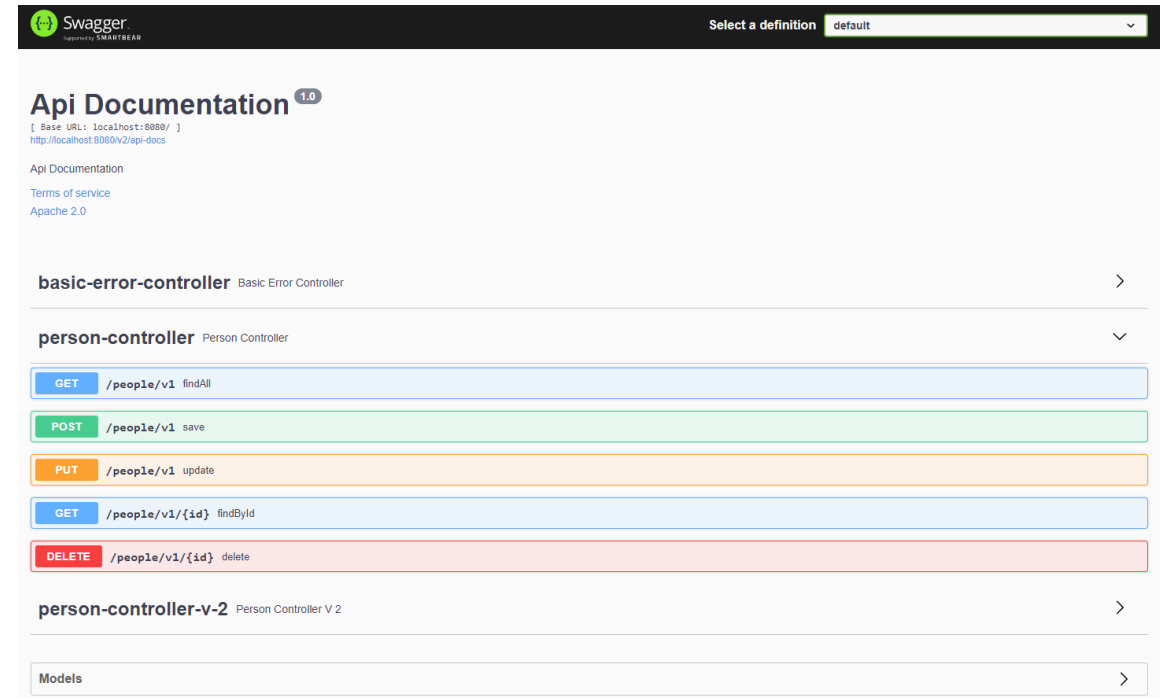 Swagger.
Supported by SMARTBEAR
Select a definition default
Api Documentation 1.0
[ Base URL: localhost:8080/ ]
http://localhost:8080/v2/api-docs
Api Documentation
Terms of service
Apache 2.0
basic-error-controller Basic Error Controller
person-controller Person Controller
GET /people/v1 findAll
POST /people/v1 save
PUT /people/v1 update
GET /people/v1/{id} findById
DELETE /people/v1/{id} delete
person-controller-v-2 Person Controller V 2
Models